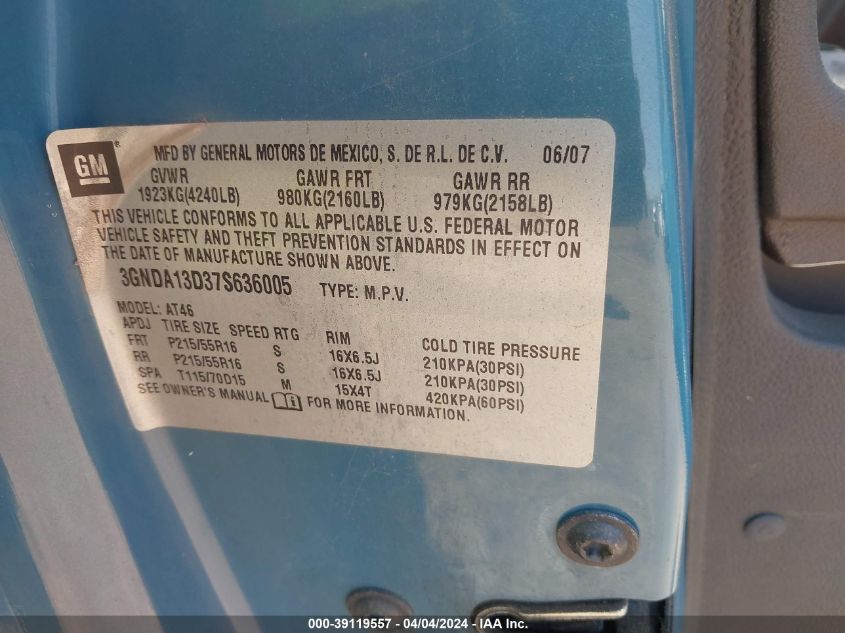 GM
MFD BY GENERAL MOTORS DE MEXICO, S. DE R.L. DE C.V. 06/07
GVWR GAWR FRT GAWR RR
1923KG(4240LB) 980KG(2160LB) 979KG(2158LB)
THIS VEHICLE CONFORMS TO ALL APPLICABLE U.S. FEDERAL MOTOR
VEHICLE SAFETY AND THEFT PREVENTION STANDARDS IN EFFECT ON
THE DATE OF MANUFACTURE SHOWN ABOVE.
3GNDA13D37S636005 TYPE: M.P.V.
MODEL: AT46
APDJ TIRE SIZE SPEED RTG RIM COLD TIRE PRESSURE
FRT P215/55R16 S 16X6.5J 210KPA(30PSI)
RR P215/55R16 S 16X6.5J 210KPA(30PSI)
SPA T115/70D15 M 15X4T 420KPA(60PSI)
SEE OWNER'S MANUAL FOR MORE INFORMATION.
000-39119557 - 04/04/2024 - IAA Inc.